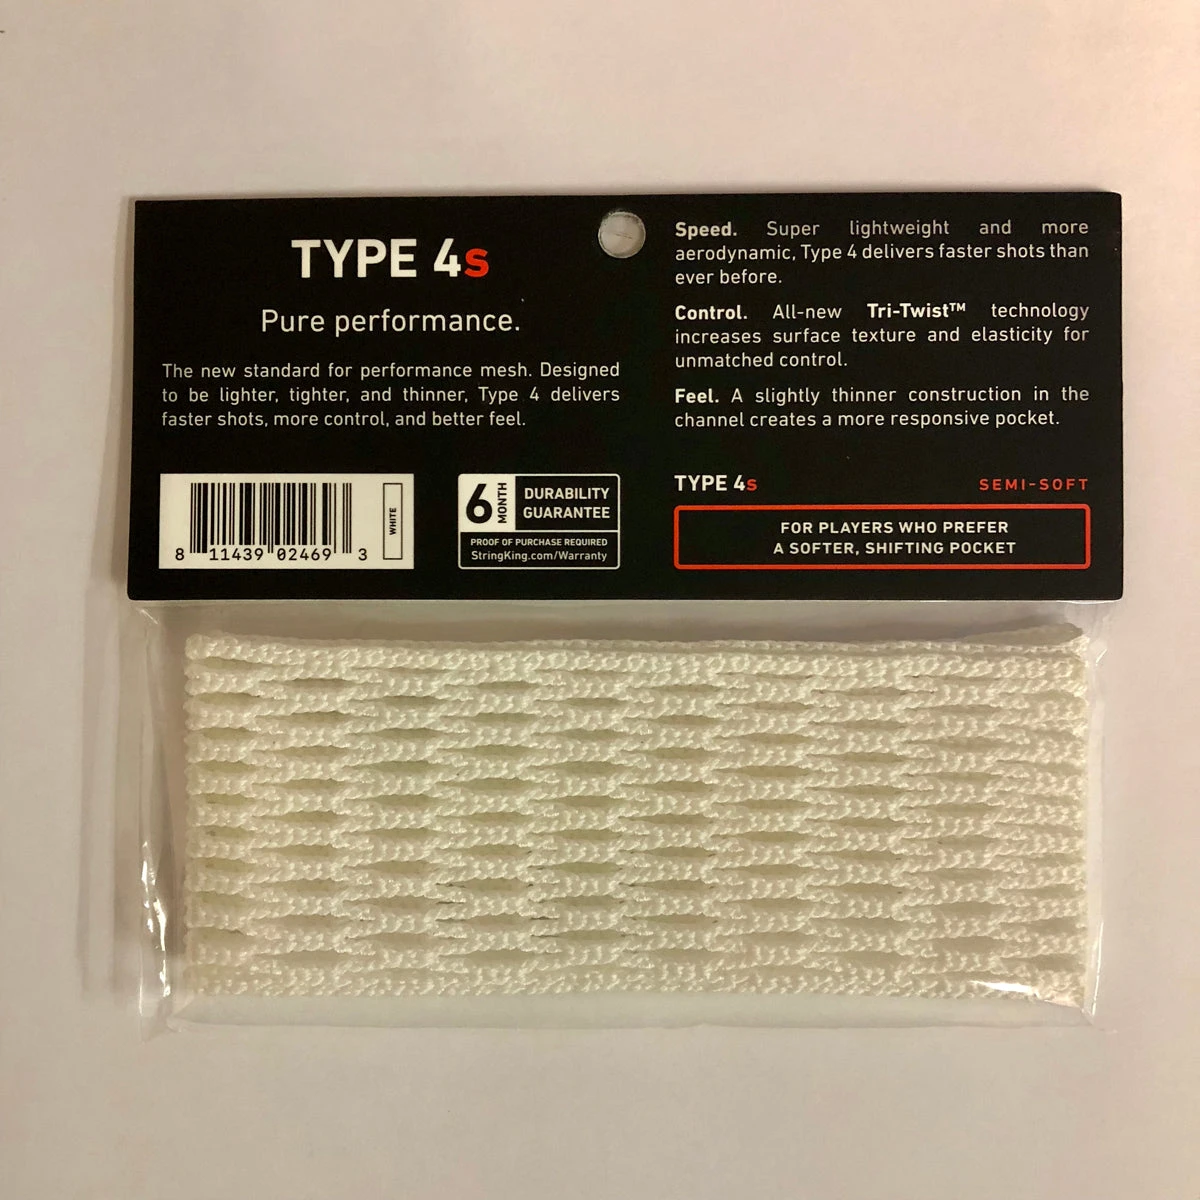 TYPE 4s
Pure performance.
The new standard for performance mesh. Designed
to be lighter, tighter, and thinner, Type 4 delivers
faster shots, more control, and better feel.
8 11439 02469 3
WHITE
6
MONTH
DURABILITY
GUARANTEE
PROOF OF PURCHASE REQUIRED
StringKing.com/Warranty
Speed. Super lightweight and more
aerodynamic, Type 4 delivers faster shots than
ever before.
Control. All-new Tri-Twist™ technology
increases surface texture and elasticity for
unmatched control.
Feel. A slightly thinner construction in the
channel creates a more responsive pocket.
TYPE 4s SEMI-SOFT
FOR PLAYERS WHO PREFER
A SOFTER, SHIFTING POCKET